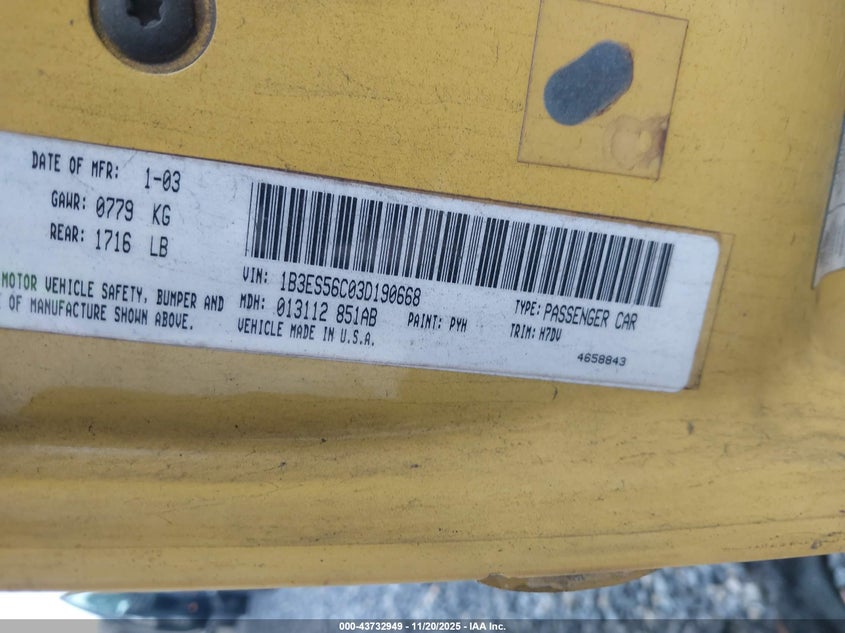 DATE OF MFR: 1-03
GAWR: 0779 KG
REAR: 1716 LB
VIN: 1B3ES56C03D190668
TYPE: PASSENGER CAR
MOTOR VEHICLE SAFETY, BUMPER AND
MDH: 013112 851AB
PAINT: PYH
TRIM: H7DV
OF MANUFACTURE SHOWN ABOVE.
VEHICLE MADE IN U.S.A.
4658843
000-43732949 - 11/20/2025 - IAA Inc.